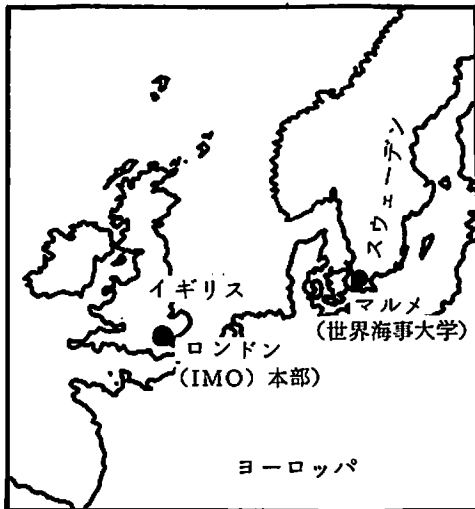 スウェーデン
イギリス
マルメ
(世界海事大学)
ロンドン
(IMO) 本部)
ヨーロッパ